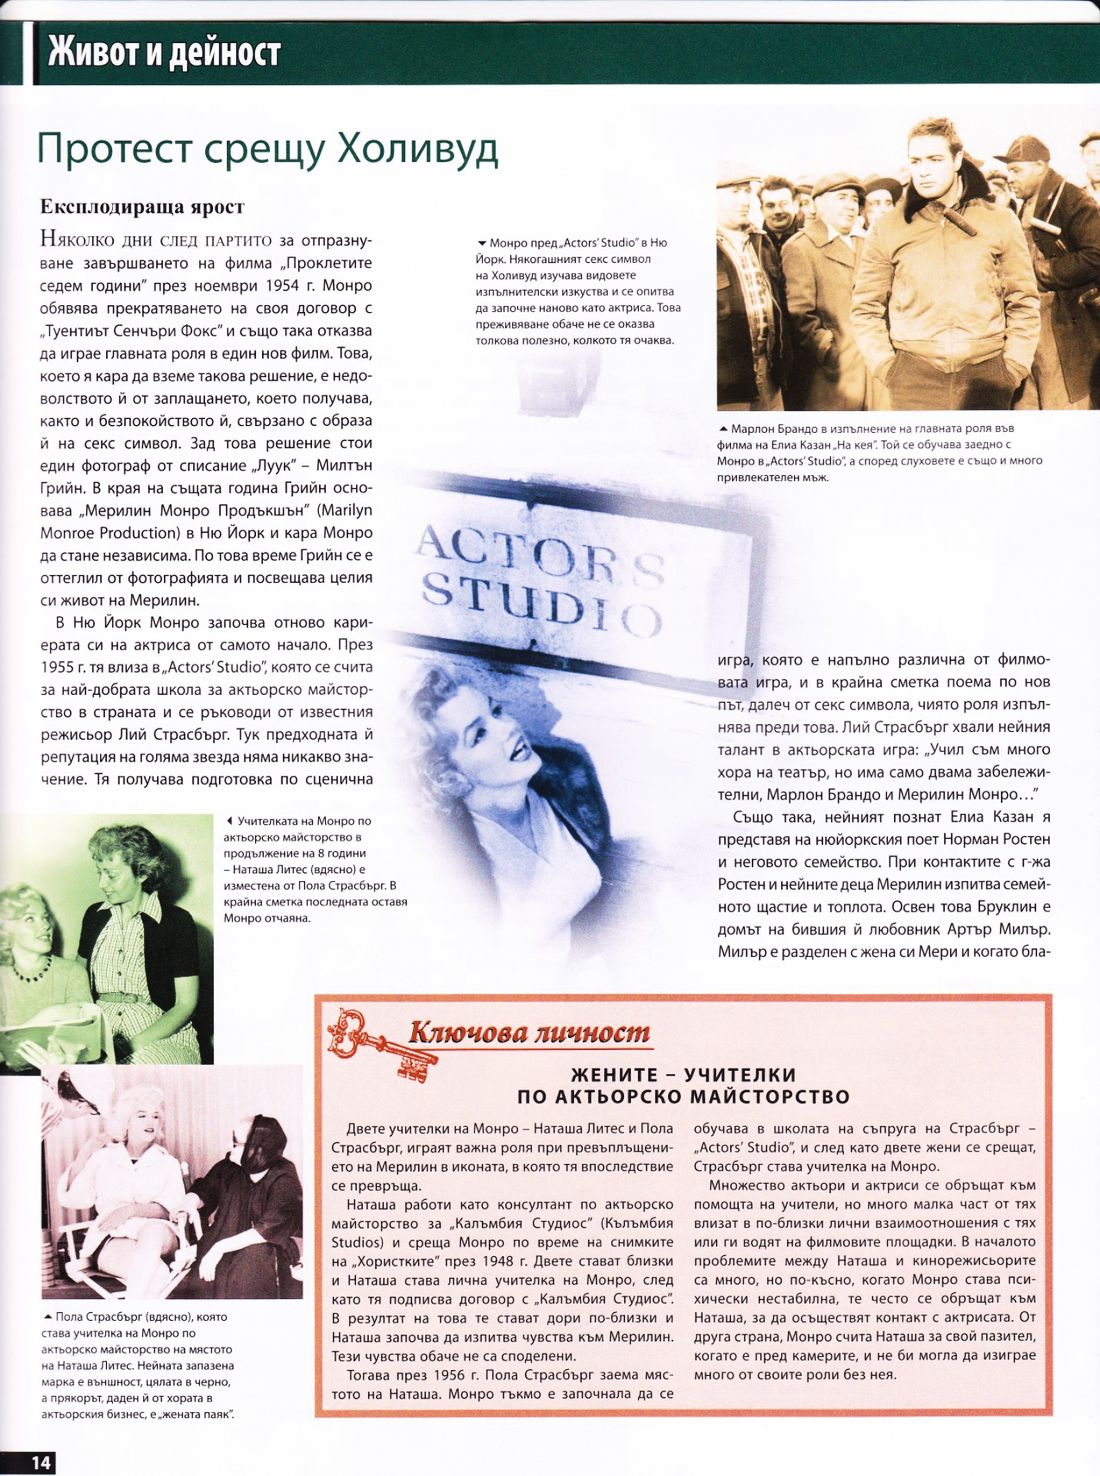 Живот и дейност
Протест срещу Холивуд
Експлодираща ярост
НЯКОЛКО ДНИ СЛЕД ПАРТИТО за отпразну-
ване завършването на филма „Проклетите
седем години” през ноември 1954 г. Монро
обявява прекратяването на своя договор с
„Туентиът Сенчъри Фокс” и също така отказва
да играе главната роля в един нов филм. Това,
което я кара да вземе такова решение, е недо-
волството й от заплащането, което получава,
както и безпокойството й, свързано с образа
й на секс символ. Зад това решение стои
един фотограф от списание „Луук” – Милтън
Грийн. В края на същата година Грийн осно-
вава „Мерилин Монро Продъкшън” (Marilyn
Monroe Production) в Ню Йорк и кара Монро
да стане независима. По това време Грийн се е
оттеглил от фотографията и посвещава целия
си живот на Мерилин.
В Ню Йорк Монро започва отново кари-
ерата си на актриса от самото начало. През
1955 г. тя влиза в „Actors’ Studio”, която се счита
за най-добрата школа за актьорско майстор-
ство в страната и се ръководи от известния
режисьор Лий Страсбърг. Тук предходната й
репутация на голяма звезда няма никакво зна-
чение. Тя получава подготовка по сценична
Монро пред „Actors’ Studio” в Ню
Йорк. Някогашният секс символ
на Холивуд изучава видовете
изпълнителски изкуства и се опитва
да започне наново като актриса. Това
преживяване обаче не се оказва
толкова полезно, колкото тя очаква.
Марлон Брандо в изпълнение на главната роля във
филма на Елиа Казан „На кея”. Той се обучава заедно с
Монро в „Actors’ Studio”, а според слуховете е също и много
привлекателен мъж.
ACTORS
STUDIO
игра, която е напълно различна от филмо-
вата игра, и в крайна сметка поема по нов
път, далеч от секс символа, чиято роля изпъл-
нява преди това. Лий Страсбърг хвали нейния
талант в актьорската игра: „Учил съм много
хора на театър, но има само двама забележи-
телни, Марлон Брандо и Мерилин Монро…”
Също така, нейният познат Елиа Казан я
представя на нюйоркския поет Норман Ростен
и неговото семейство. При контактите с г-жа
Ростен и нейните деца Мерилин изпитва семей-
ното щастие и топлота. Освен това Бруклин е
домът на бившия й любовник Артър Милър.
Милър е разделен с жена си Мери и когато бла-
Учителката на Монро по
актьорско майсторство в
продължение на 8 години
– Наташа Литес (вдясно) е
изместена от Пола Страсбърг. В
крайна сметка последната оставя
Монро отчаяна.
Пола Страсбърг (вдясно), която
става учителка на Монро по
актьорско майсторство на мястото
на Наташа Литес. Нейната запазена
марка е външност, цялата в черно,
а прякорът, даден й от хората в
актьорския бизнес, е „жената паяк”.
Ключова личност
ЖЕНИТЕ – УЧИТЕЛКИ
ПО АКТЬОРСКО МАЙСТОРСТВО
Двете учителки на Монро – Наташа Литес и Пола
Страсбърг, играят важна роля при превъплъщени-
ето на Мерилин в иконата, в която тя впоследствие
се превръща.
Наташа работи като консултант по актьорско
майсторство за „Калъмбия Студиос” (Кълъмбия
Studios) и среща Монро по време на снимките
на „Хористките” през 1948 г. Двете стават близки
и Наташа става лична учителка на Монро, след
като тя подписва договор с „Калъмбия Студиос”.
В резултат на това те стават дори по-близки и
Наташа започва да изпитва чувства към Мерилин.
Тези чувства обаче не са споделени.
Тогава през 1956 г. Пола Страсбърг заема мяс-
тото на Наташа. Монро тъкмо е започнала да се
обучава в школата на съпруга на Страсбърг –
„Actors’ Studio”, и след като двете жени се срещат,
Страсбърг става учителка на Монро.
Множество актьори и актриси се обръщат към
помощта на учители, но много малка част от тях
влизат в по-близки лични взаимоотношения с тях
или ги водят на филмовите площадки. В началото
проблемите между Наташа и кинорежисьорите
са много, но по-късно, когато Монро става пси-
хически нестабилна, те често се обръщат към
Наташа, за да осъществят контакт с актрисата. От
друга страна, Монро счита Наташа за свой пазител,
когато е пред камерите, и не би могла да изиграе
много от своите роли без нея.
14